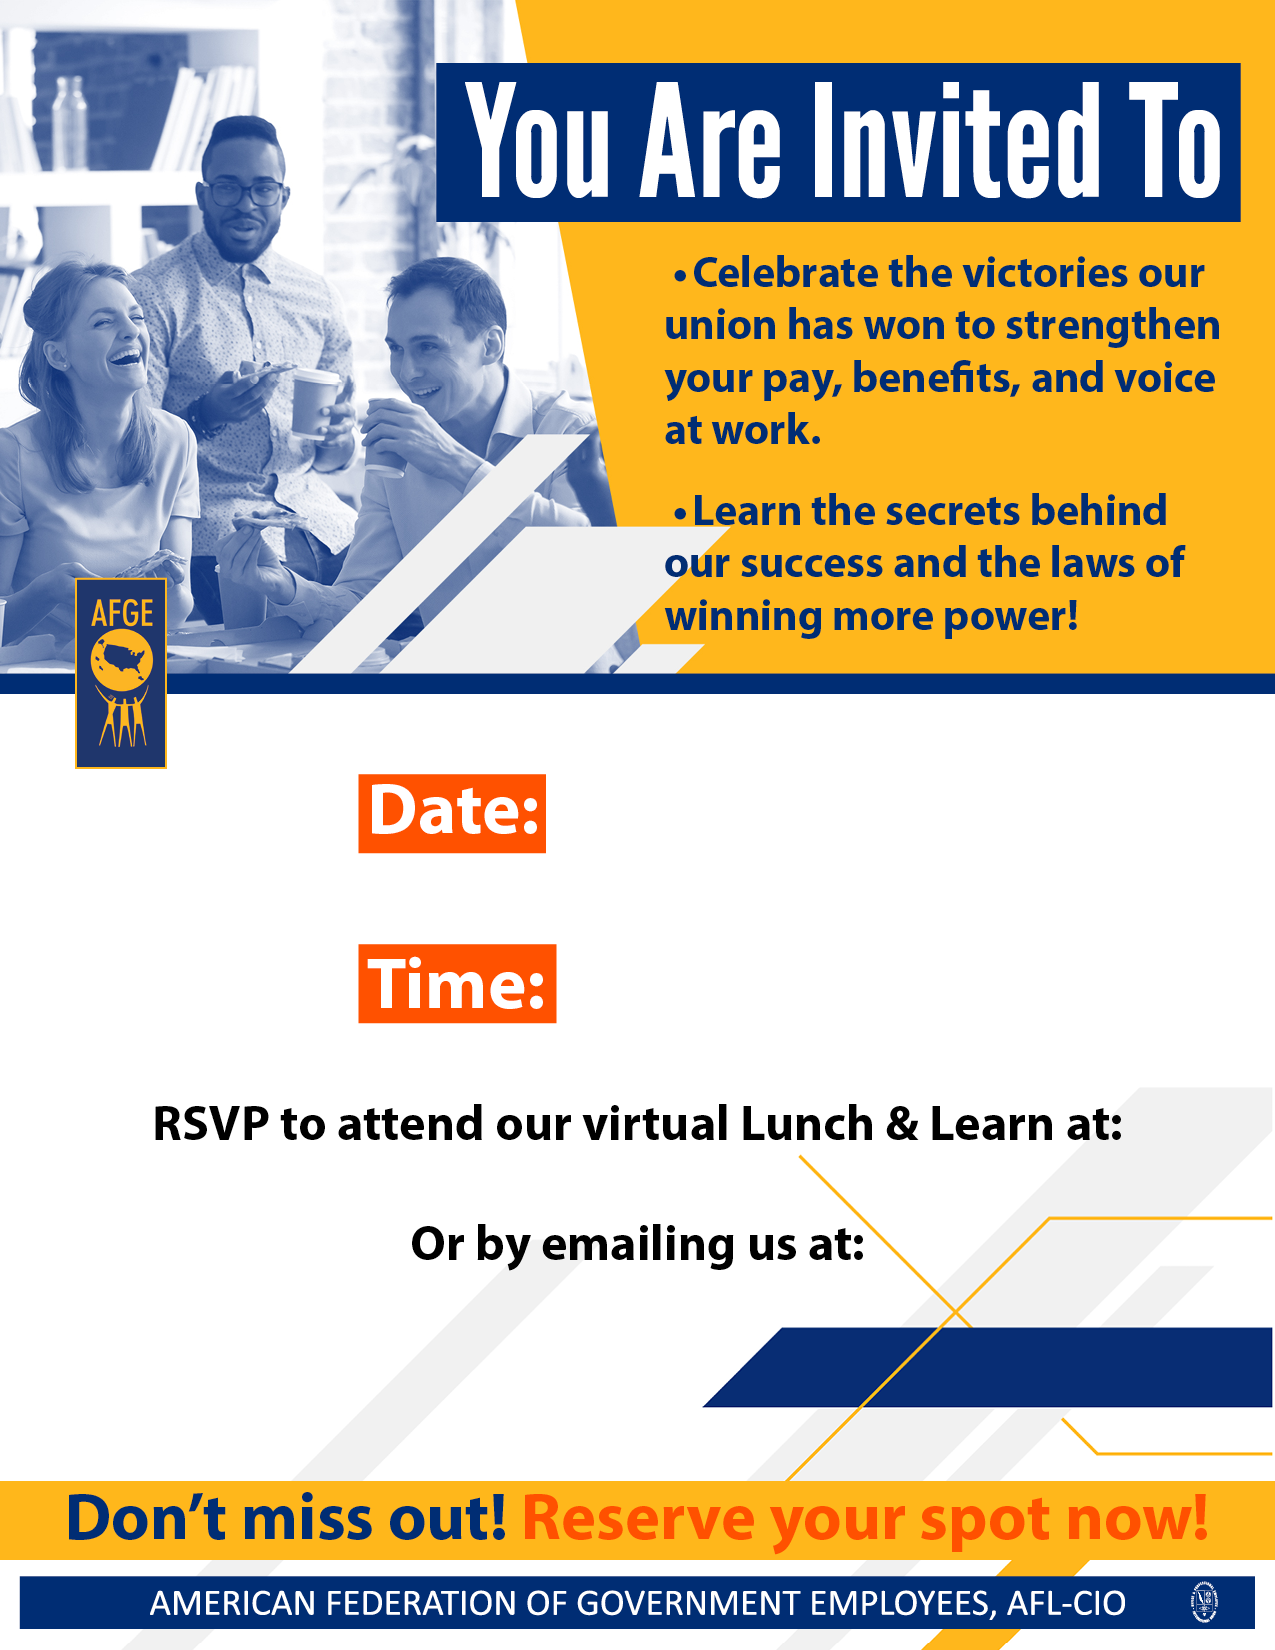 You Are Invited To
• Celebrate the victories our
union has won to strengthen
your pay, benefits, and voice
at work.
• Learn the secrets behind
our success and the laws of
winning more power!
AFGE
Date:
Time:
RSVP to attend our virtual Lunch & Learn at:
Or by emailing us at:
Don’t miss out! Reserve your spot now!
AMERICAN FEDERATION OF GOVERNMENT EMPLOYEES, AFL-CIO